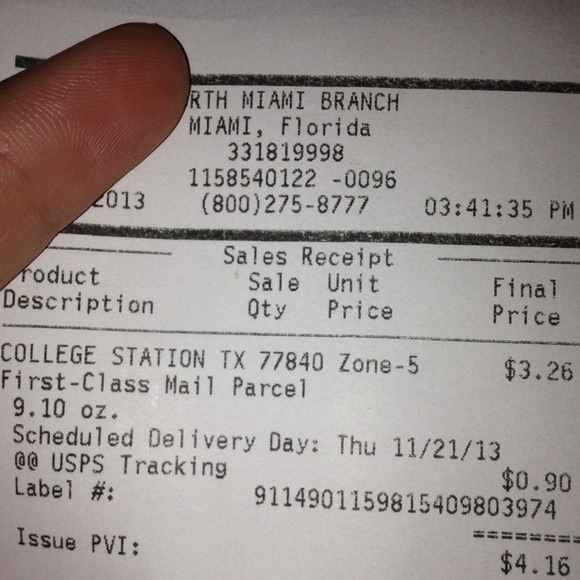 RTH MIAMI BRANCH
MIAMI, Florida
331819998
1158540122 -0096
2013 (800)275-8777 03:41:35 PM
Sales Receipt
roduct Sale Unit Final
Description Qty Price Price
COLLEGE STATION TX 77840 Zone-5 $3.26
First-Class Mail Parcel
9.10 oz.
Scheduled Delivery Day: Thu 11/21/13
@@ USPS Tracking $0.90
Label #: 9114901159815409803974
========
Issue PVI: $4.16